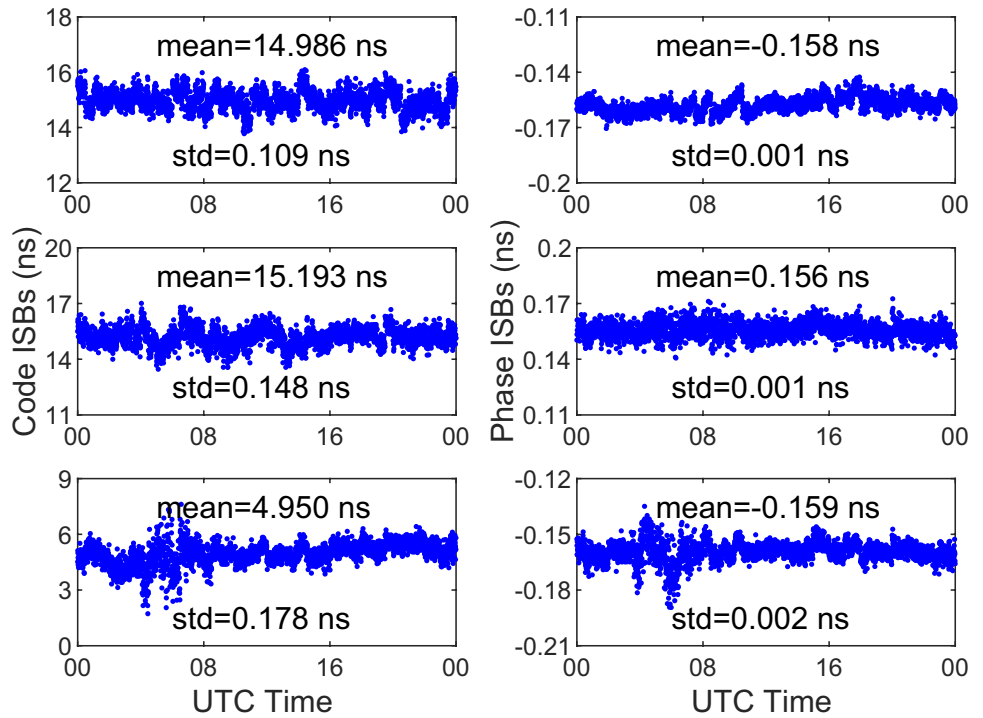 18
16
14
12
mean=14.986 ns
std=0.109 ns
00 08 16 00
-0.11
-0.14
-0.17
-0.2
mean=-0.158 ns
std=0.001 ns
00 08 16 00
Code ISBs (ns)
20
17
14
11
mean=15.193 ns
std=0.148 ns
00 08 16 00
Phase ISBs (ns)
0.2
0.17
0.14
0.11
mean=0.156 ns
std=0.001 ns
00 08 16 00
9
6
3
0
mean=4.950 ns
std=0.178 ns
00 08 16 00
UTC Time
-0.12
-0.15
-0.18
-0.21
mean=-0.159 ns
std=0.002 ns
00 08 16 00
UTC Time